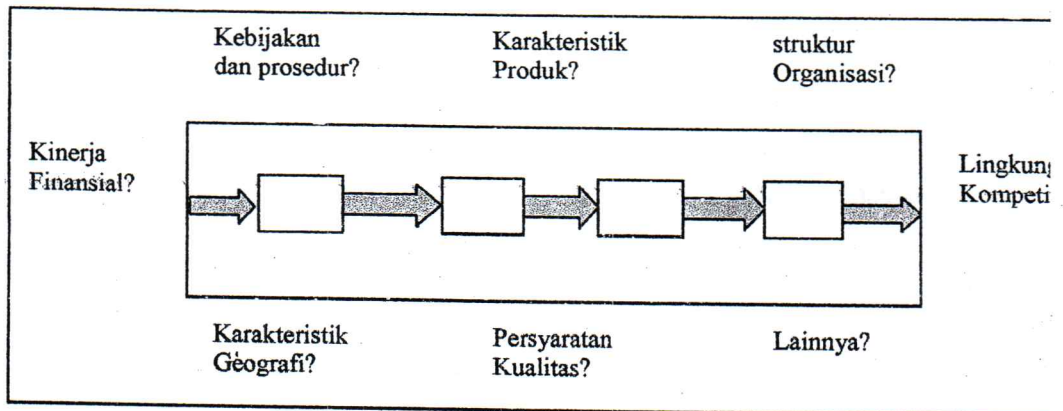 Kebijakan
dan prosedur?
Karakteristik
Produk?
struktur
Organisasi?
Kinerja
Finansial?
Karakteristik
Geografi?
Persyaratan
Kualitas?
Lainnya?